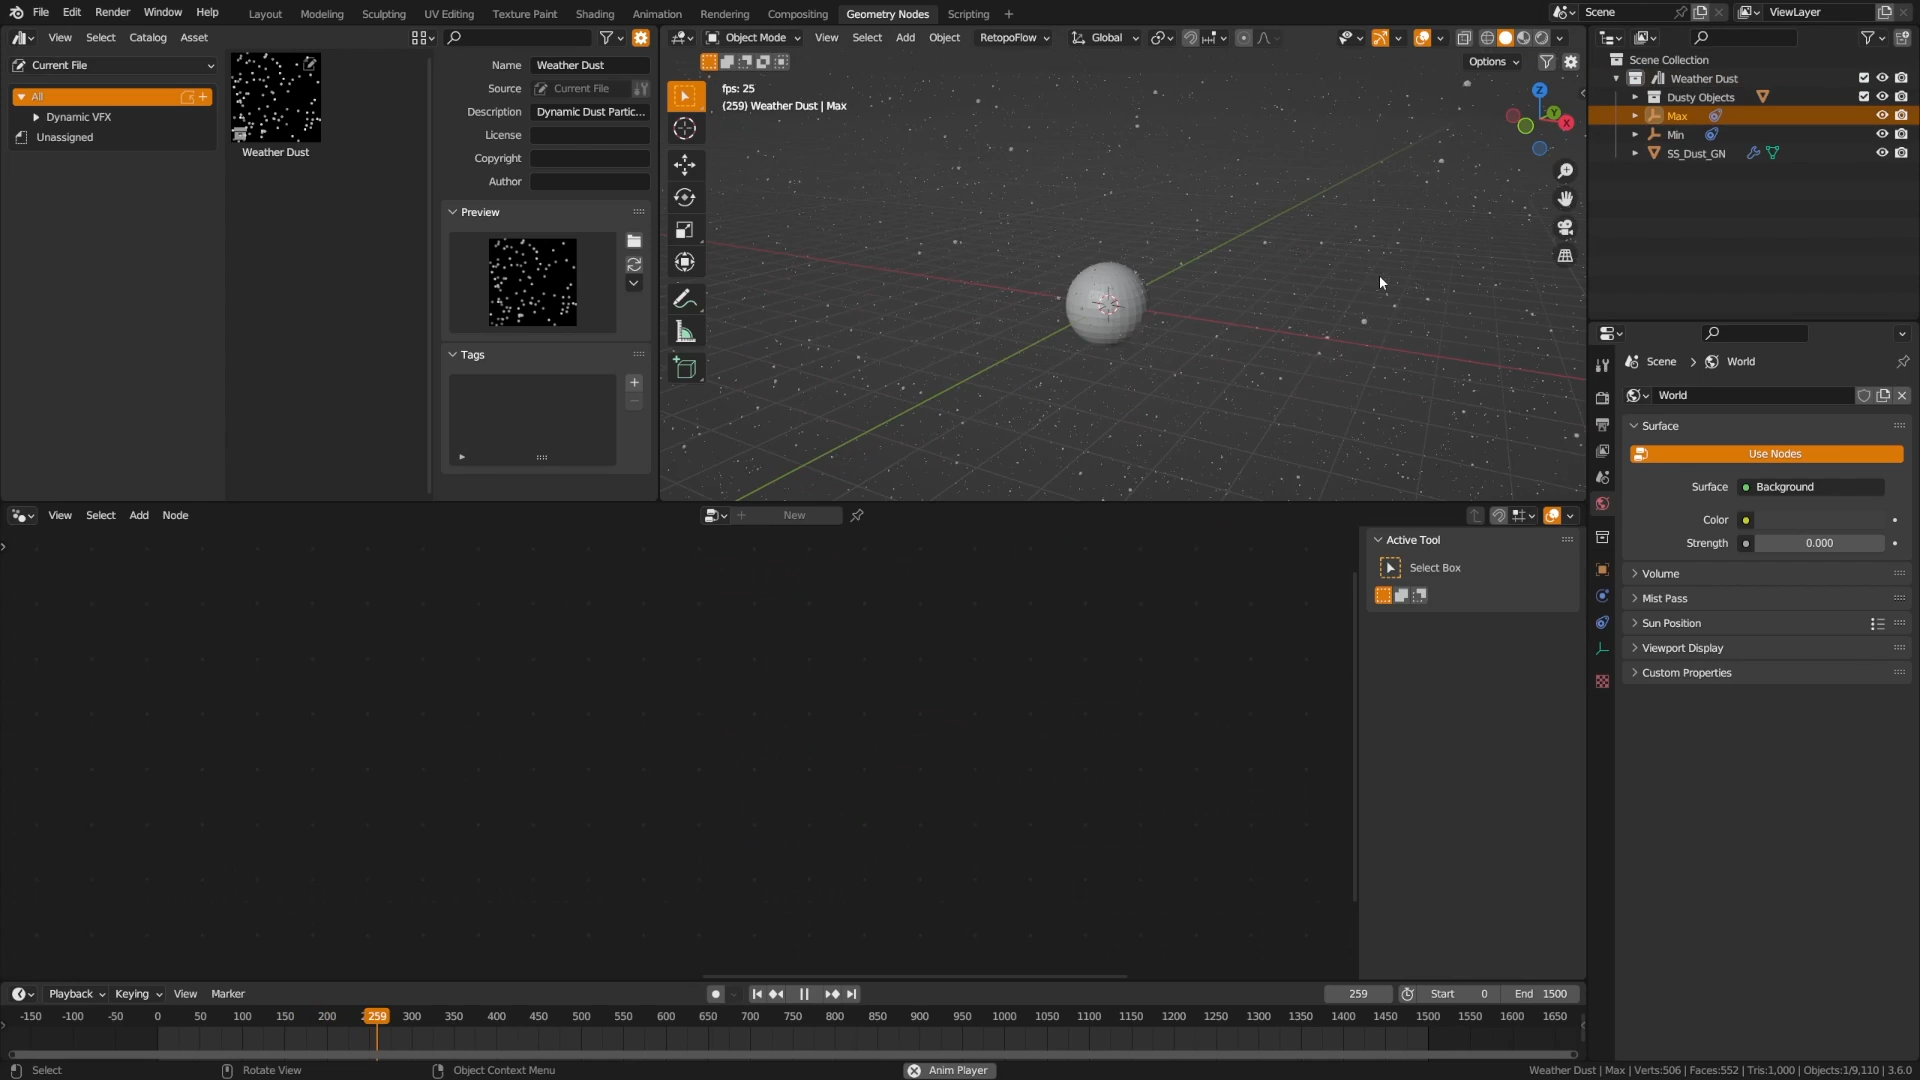 File Edit Render Window Help Layout Modeling Sculpting UV Editing Texture Paint Shading Animation Rendering Compositing Geometry Nodes Scripting + Scene ViewLayer
View Select Catalog Asset Object Mode View Select Add Object RetopoFlow Global
Current File
All
Dynamic VFX
Unassigned
Weather Dust
Name Weather Dust
Source Current File
Description Dynamic Dust Partic...
License
Copyright
Author
Preview
Tags
Options
fps: 25
(259) Weather Dust | Max
Z
Y
X
Scene Collection
Weather Dust
Dusty Objects
Max
Min
SS_Dust_GN
Scene > World
World
Surface
Use Nodes
Surface Background
Color
Strength 0.000
Volume
Mist Pass
Sun Position
Viewport Display
Custom Properties
View Select Add Node + New
Active Tool
Select Box
Playback Keying View Marker 259 Start 0 End 1500
-150 -100 -50 0 50 100 150 200 259 300 350 400 450 500 550 600 650 700 750 800 850 900 950 1000 1050 1100 1150 1200 1250 1300 1350 1400 1450 1500 1550 1600 1650
Select Rotate View Object Context Menu Anim Player Weather Dust | Max | Verts:506 | Faces:552 | Tris:1,000 | Objects:1/9,110 | 3.6.0